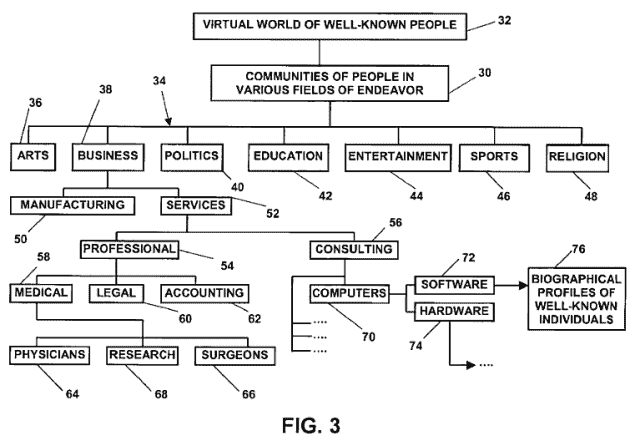 VIRTUAL WORLD OF WELL-KNOWN PEOPLE
32
COMMUNITIES OF PEOPLE IN
VARIOUS FIELDS OF ENDEAVOR
30
36
38
34
ARTS
BUSINESS
POLITICS
EDUCATION
ENTERTAINMENT
SPORTS
RELIGION
40
42
44
46
48
MANUFACTURING
SERVICES
50
52
56
PROFESSIONAL
CONSULTING
54
58
72
76
MEDICAL
LEGAL
ACCOUNTING
COMPUTERS
SOFTWARE
HARDWARE
BIOGRAPHICAL
PROFILES OF
WELL-KNOWN
INDIVIDUALS
60
62
70
74
....
....
....
....
PHYSICIANS
RESEARCH
SURGEONS
64
68
66
FIG. 3